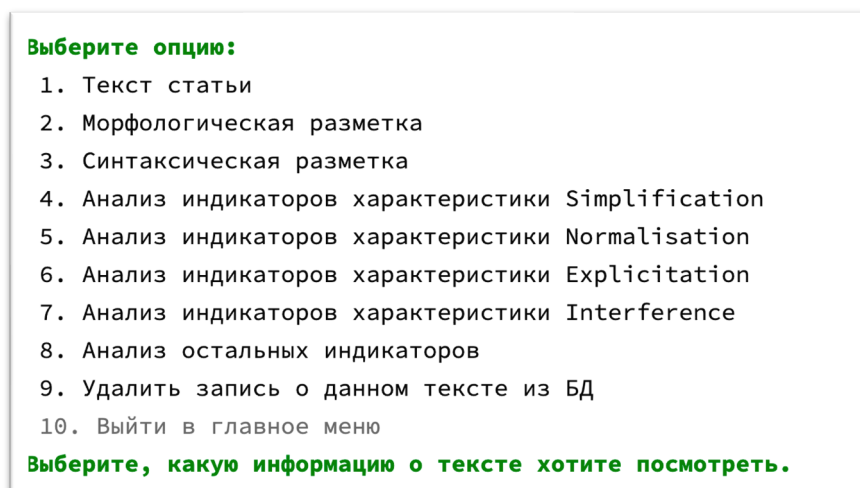 Выберите опцию:
1. Текст статьи
2. Морфологическая разметка
3. Синтаксическая разметка
4. Анализ индикаторов характеристики Simplification
5. Анализ индикаторов характеристики Normalisation
6. Анализ индикаторов характеристики Explicitation
7. Анализ индикаторов характеристики Interference
8. Анализ остальных индикаторов
9. Удалить запись о данном тексте из БД
10. Выйти в главное меню
Выберите, какую информацию о тексте хотите посмотреть.